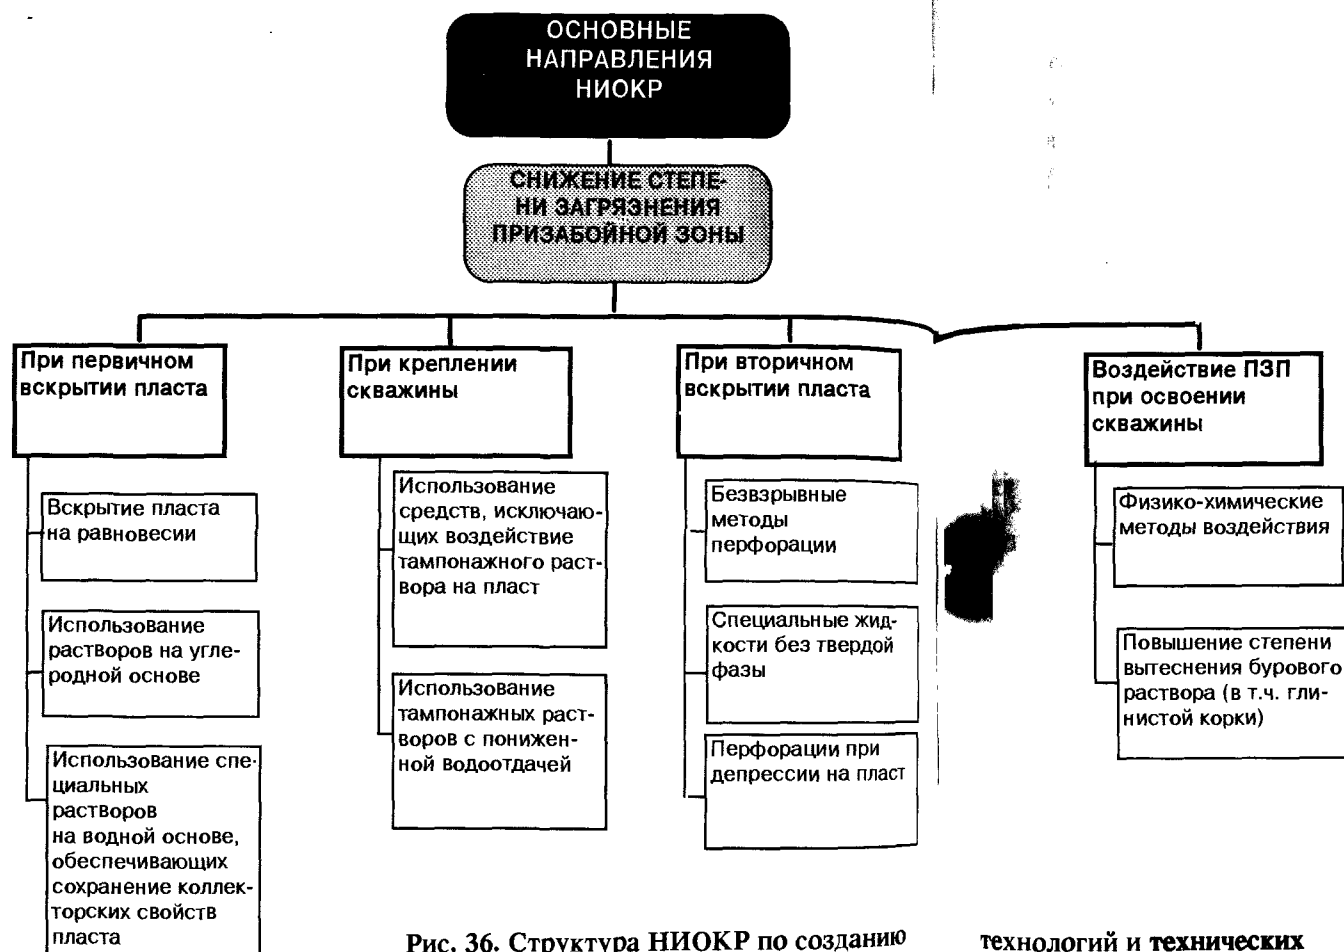 ОСНОВНЫЕ
НАПРАВЛЕНИЯ
НИОКР
СНИЖЕНИЕ СТЕПЕ-
НИ ЗАГРЯЗНЕНИЯ
ПРИЗАБОЙНОЙ ЗОНЫ
При первичном
вскрытии пласта
Вскрытие пласта
на равновесии
Использование
растворов на угле-
родной основе
Использование спе-
циальных
растворов
на водной основе,
обеспечивающих
сохранение коллек-
торских свойств
пласта
При креплении
скважины
Использование
средств, исключаю-
щих воздействие
тампонажного раст-
вора на пласт
Использование
тампонажных раст-
воров с понижен-
ной водоотдачей
При вторичном
вскрытии пласта
Безвзрывные
методы
перфорации
Специальные жид-
кости без твердой
фазы
Перфорации при
депрессии на пласт
Воздействие ПЗП
при освоении
скважины
Физико-химические
методы воздействия
Повышение степени
вытеснения бурового
раствора (в т.ч. гли-
нистой корки)
Рис. 36. Структура НИОКР по созданию технологий и технических